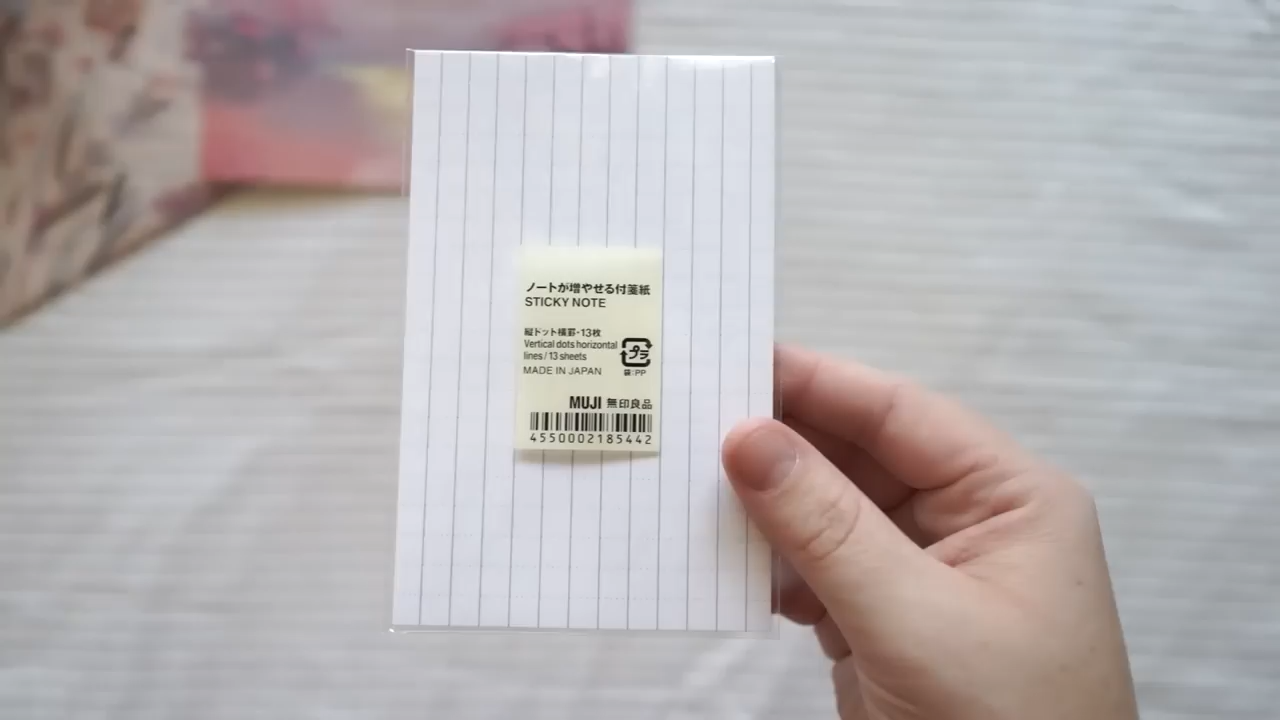 ノートが増やせる付箋紙
STICKY NOTE
縦ドット横罫・13枚
Vertical dots horizontal
lines / 13 sheets
プラ
MADE IN JAPAN
袋:PP
MUJI 無印良品
4550002185442